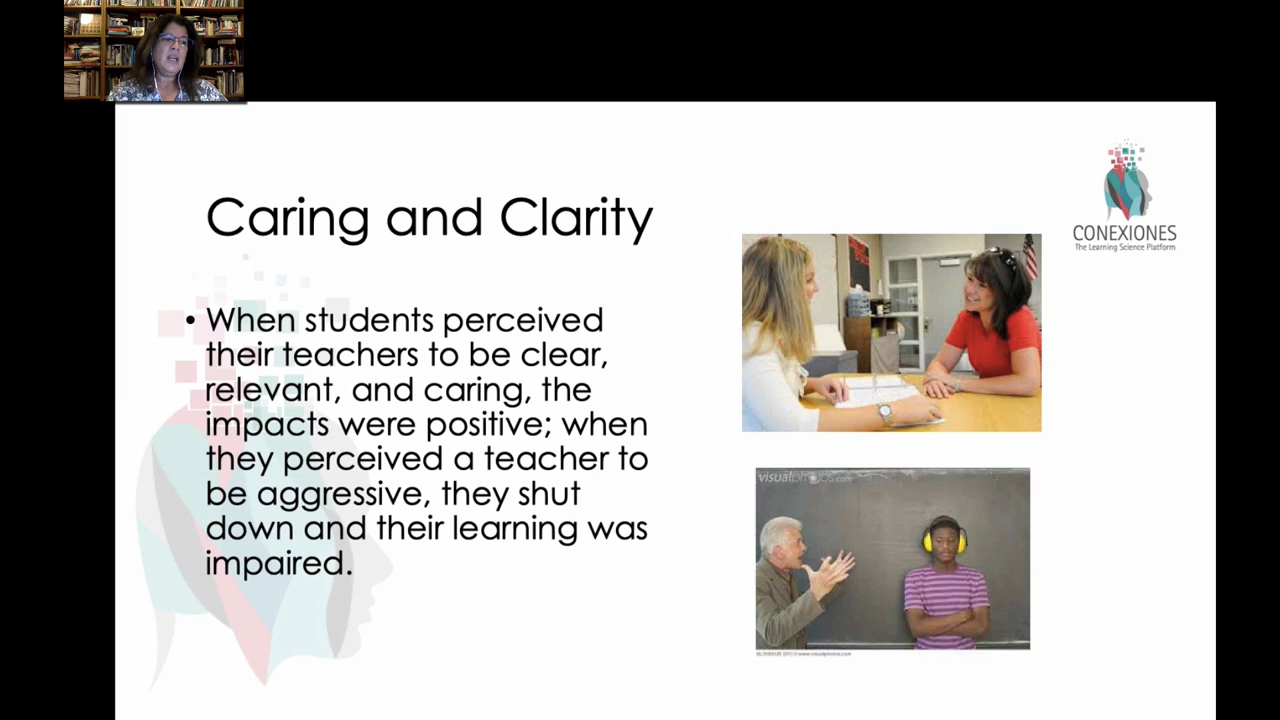 CONEXIONES
The Learning Science Platform
Caring and Clarity
• When students perceived
their teachers to be clear,
relevant, and caring, the
impacts were positive; when
they perceived a teacher to
be aggressive, they shut
down and their learning was
impaired.
visualphotos.com